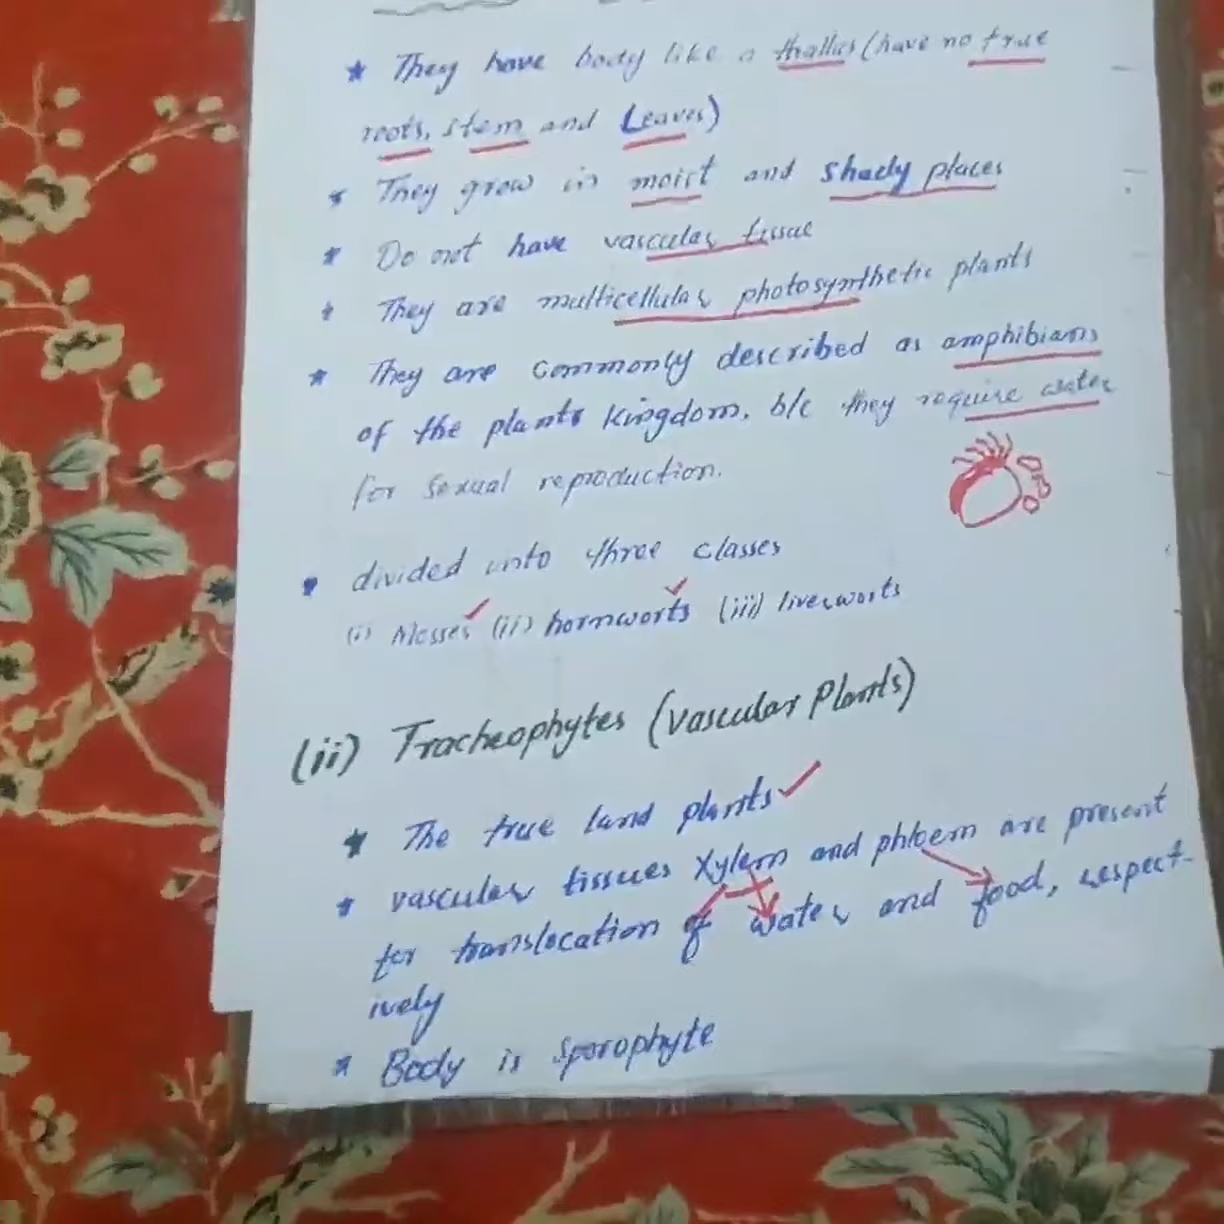 * They have body like a thallus (have no true
roots, stem and Leaves)
* They grow in moist and shady places
* Do not have vascular tissue
* They are multicellular photosynthetic plants
* They are commonly described as amphibians
of the plants kingdom, b/c they require water
for sexual reproduction.
* divided into three classes
(i) Mosses (ii) hornworts (iii) liverworts
(ii) Tracheophytes (vascular plants)
* The true land plants
* vascular tissues Xylem and phloem are present
for translocation of water and food, respect-
ively
* Body is sporophyte